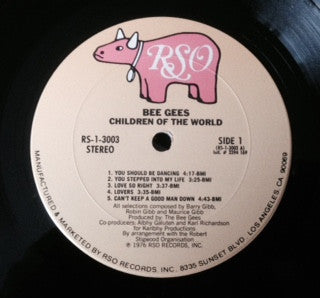 RSO
BEE GEES
CHILDREN OF THE WORLD
RS-1-3003
STEREO
SIDE 1
(RS-1-3003 A)
1. YOU SHOULD BE DANCING 4:17-BMI
2. YOU STEPPED INTO MY LIFE 3:25-BMI
3. LOVE SO RIGHT 3:37-BMI
4. LOVERS 3:35-BMI
5. CAN'T KEEP A GOOD MAN DOWN 4:43-BMI
All selections composed by Barry Gibb,
Robin Gibb and Maurice Gibb
Produced by The Bee Gees
Co-producers: Albhy Galuten and Karl Richardson
for Karlbhy Productions
By arrangement with the Robert
Stigwood Organisation
℗ 1976 RSO RECORDS, INC.
MANUFACTURED & MARKETED BY RSO RECORDS INC. 8335 SUNSET BLVD. LOS ANGELES, CA. 90069